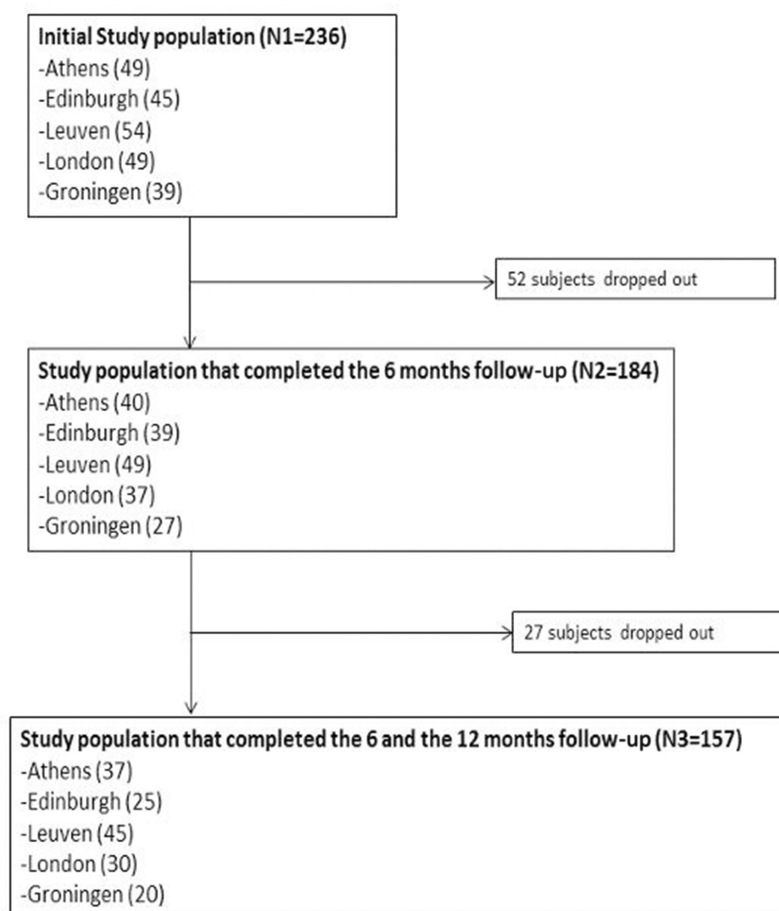 Initial Study population (N1=236)
-Athens (49)
-Edinburgh (45)
-Leuven (54)
-London (49)
-Groningen (39)
52 subjects dropped out
Study population that completed the 6 months follow-up (N2=184)
-Athens (40)
-Edinburgh (39)
-Leuven (49)
-London (37)
-Groningen (27)
27 subjects dropped out
Study population that completed the 6 and the 12 months follow-up (N3=157)
-Athens (37)
-Edinburgh (25)
-Leuven (45)
-London (30)
-Groningen (20)